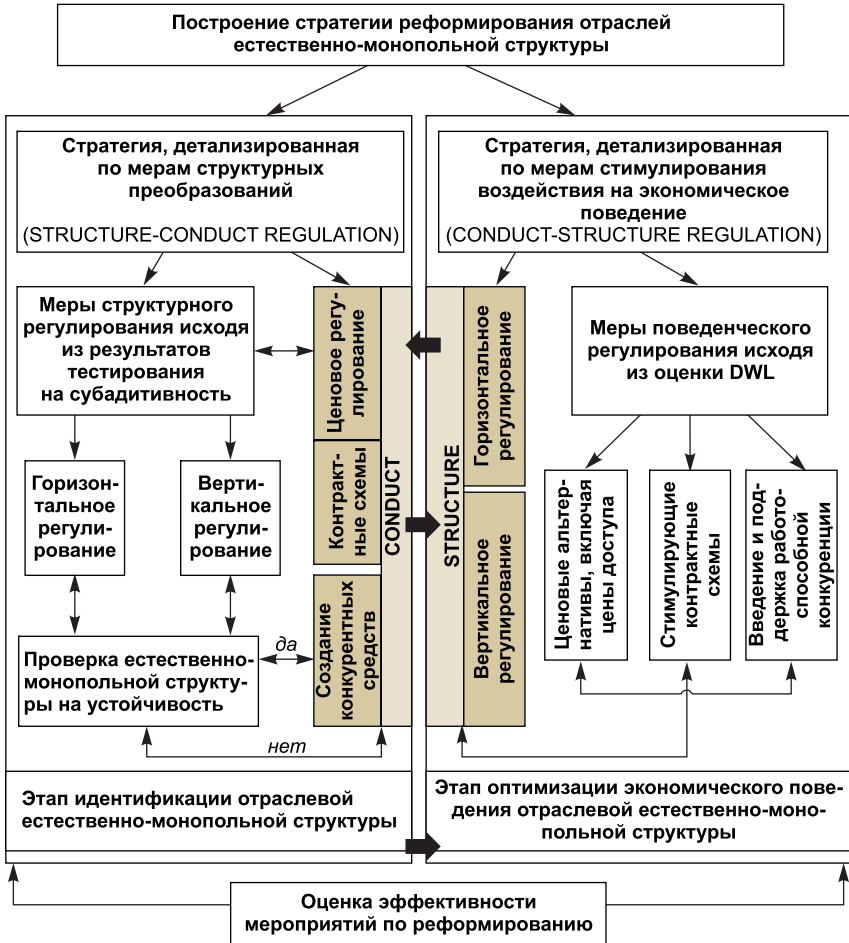 Построение стратегии реформирования отраслей
естественно-монопольной структуры
Стратегия, детализированная
по мерам структурных
преобразований
(STRUCTURE-CONDUCT REGULATION)
Стратегия, детализированная
по мерам стимулирования
воздействия на экономическое
поведение
(CONDUCT-STRUCTURE REGULATION)
Меры структурного
регулирования исходя
из результатов
тестирования
на субадитивность
Ценовое регу-
лирование
Контракт-
ные схемы
Создание
конкурентных
средств
CONDUCT
STRUCTURE
Горизонтальное
регулирование
Вертикальное
регулирование
Меры поведенческого
регулирования исходя
из оценки DWL
Горизон-
тальное
регули-
рование
Верти-
кальное
регули-
рование
Ценовые альтер-
нативы, включая
цены доступа
Стимулирующие
контрактные
схемы
Введение и под-
держка работо-
способной
конкуренции
Проверка естественно-
монопольной структу-
ры на устойчивость
да
нет
Этап идентификации отраслевой
естественно-монопольной структуры
Этап оптимизации экономического пове-
дения отраслевой естественно-моно-
польной структуры
Оценка эффективности
мероприятий по реформированию